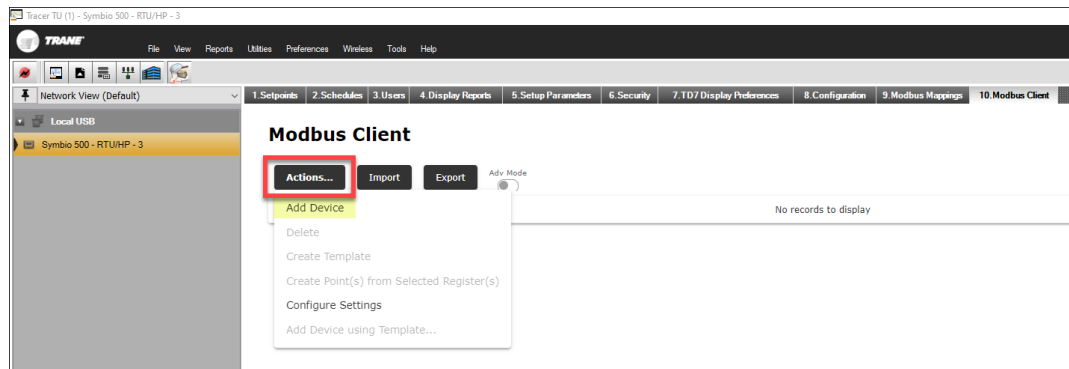 Tracer TU (1) - Symbio 500 - RTU/HP - 3
TRANE
File View Reports Utilities Preferences Wireless Tools Help
Network View (Default)
1.Setpoints 2.Schedules 3.Users 4.Display Reports 5.Setup Parameters 6.Security 7.TD7 Display Preferences 8.Configuration 9.Modbus Mappings 10.Modbus Client
Local USB
Symbio 500 - RTU/HP - 3
Modbus Client
Actions... Import Export Adv Mode
No records to display
Add Device
Delete
Create Template
Create Point(s) from Selected Register(s)
Configure Settings
Add Device using Template...